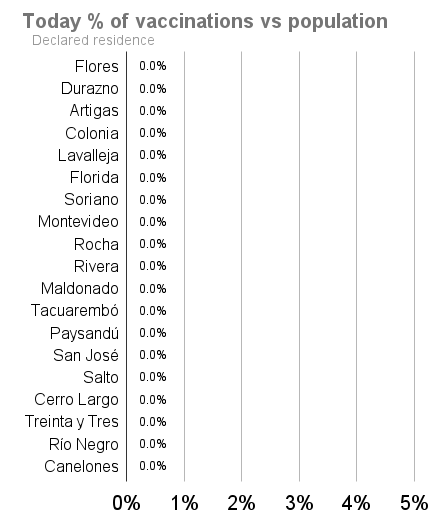 Today % of vaccinations vs population
Declared residence
Flores 0.0%
Durazno 0.0%
Artigas 0.0%
Colonia 0.0%
Lavalleja 0.0%
Florida 0.0%
Soriano 0.0%
Montevideo 0.0%
Rocha 0.0%
Rivera 0.0%
Maldonado 0.0%
Tacuarembó 0.0%
Paysandú 0.0%
San José 0.0%
Salto 0.0%
Cerro Largo 0.0%
Treinta y Tres 0.0%
Río Negro 0.0%
Canelones 0.0%
0% 1% 2% 3% 4% 5%